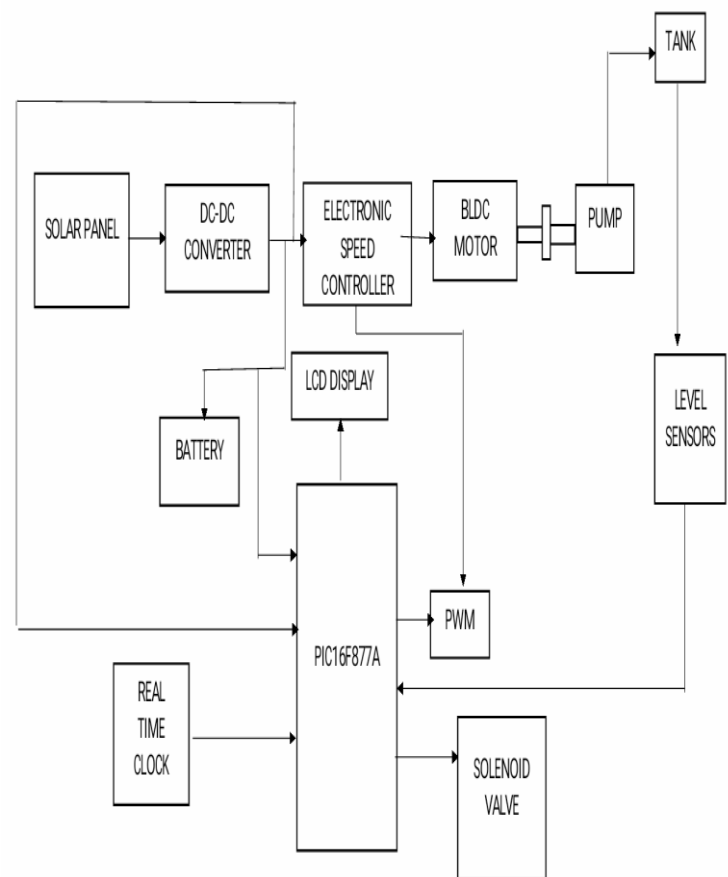 TANK
SOLAR PANEL
DC-DC
CONVERTER
ELECTRONIC
SPEED
CONTROLLER
BLDC
MOTOR
PUMP
LCD DISPLAY
BATTERY
LEVEL
SENSORS
PIC16F877A
PWM
REAL
TIME
CLOCK
SOLENOID
VALVE